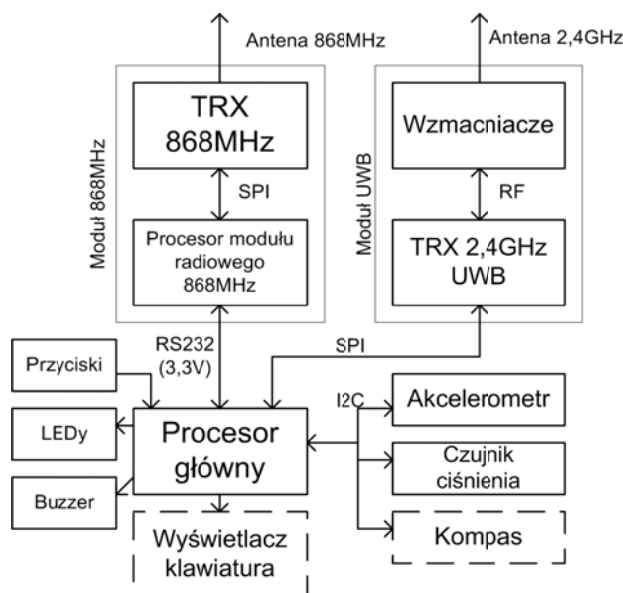 Antena 868MHz
Antena 2,4GHz
Moduł 868MHz
TRX
868MHz
SPI
Procesor modułu
radiowego
868MHz
Moduł UWB
Wzmacniacze
RF
TRX 2,4GHz
UWB
RS232
(3,3V)
SPI
Przyciski
LEDy
Buzzer
Procesor
główny
I2C
Akcelerometr
Czujnik
ciśnienia
Kompas
Wyświetlacz
klawiatura